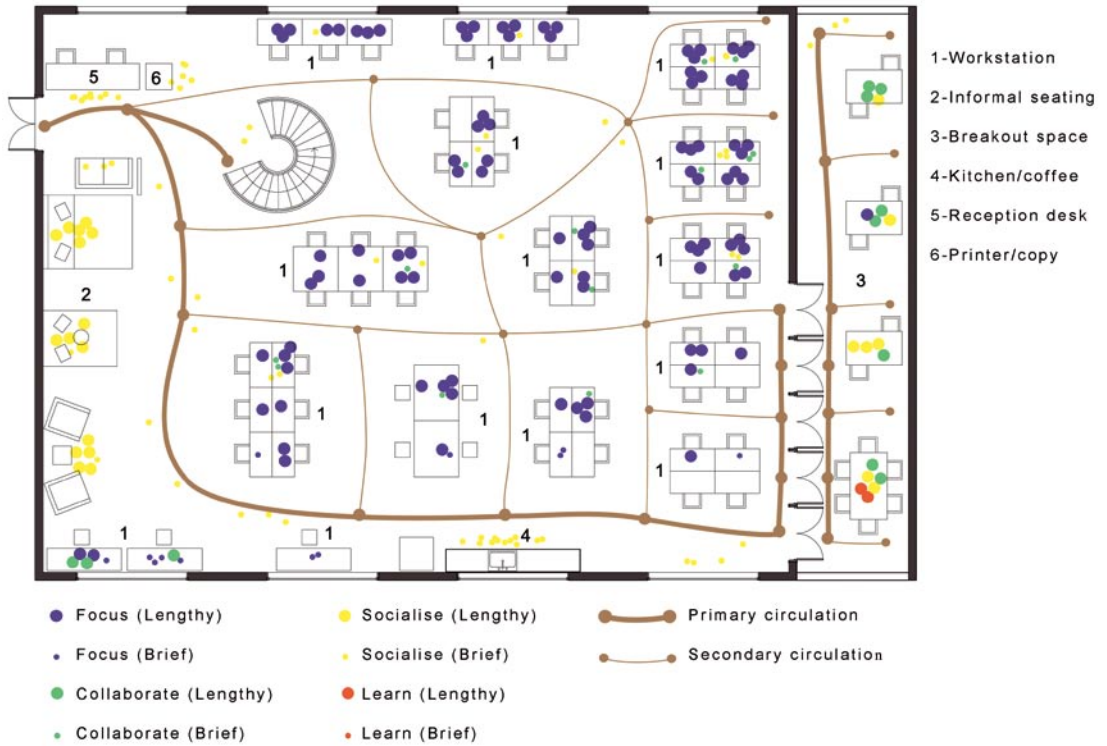 5
6
1
1
1
1
1
1
1
1
2
3
1
1
1
1
1
1
1
4
1-Workstation
2-Informal seating
3-Breakout space
4-Kitchen/coffee
5-Reception desk
6-Printer/copy
Focus (Lengthy)
Focus (Brief)
Collaborate (Lengthy)
Collaborate (Brief)
Socialise (Lengthy)
Socialise (Brief)
Learn (Lengthy)
Learn (Brief)
Primary circulation
Secondary circulation